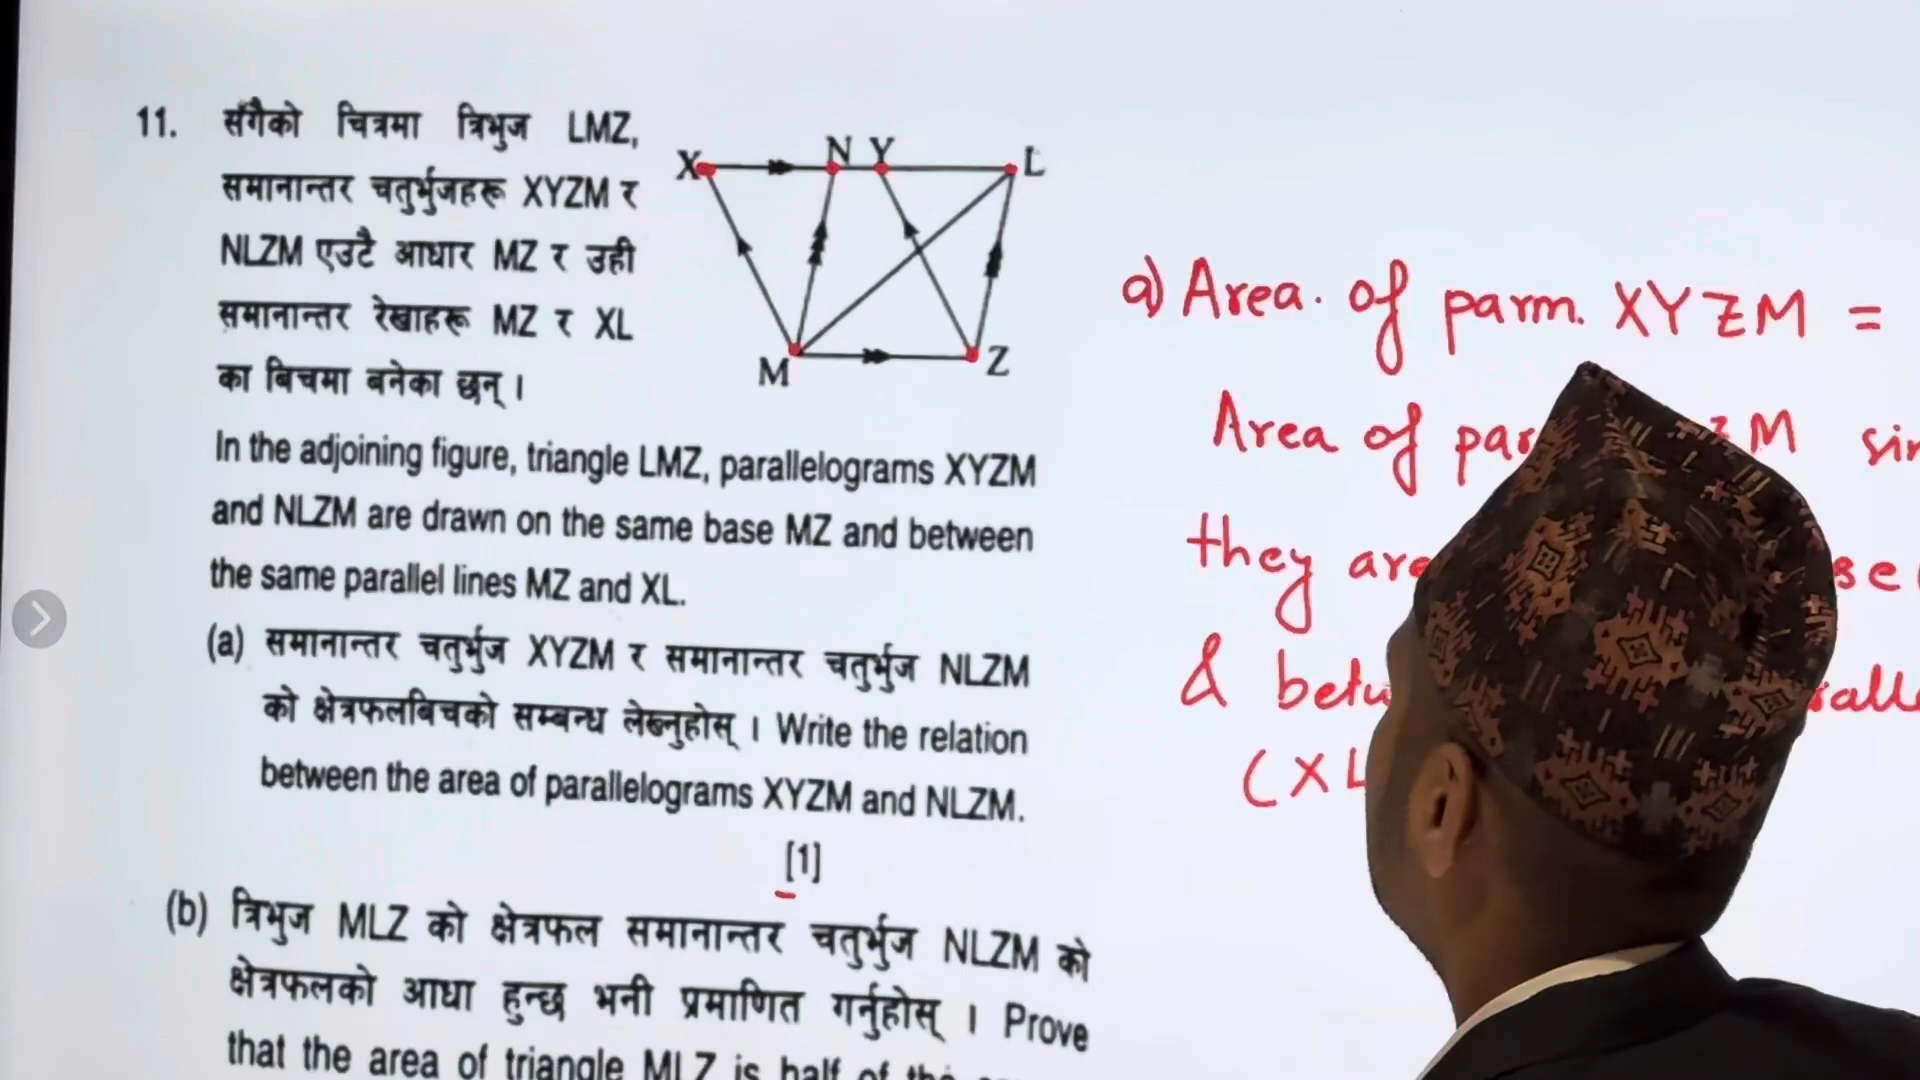 11. सँगैको चित्रमा त्रिभुज LMZ,
समानान्तर चतुर्भुजहरू XYZM र
NLZM एउटै आधार MZ र उही
समानान्तर रेखाहरू MZ र XL
का बिचमा बनेका छन् ।
X N Y L
M Z
In the adjoining figure, triangle LMZ, parallelograms XYZM
and NLZM are drawn on the same base MZ and between
the same parallel lines MZ and XL.
(a) समानान्तर चतुर्भुज XYZM र समानान्तर चतुर्भुज NLZM
को क्षेत्रफलबिचको सम्बन्ध लेख्नुहोस् । Write the relation
between the area of parallelograms XYZM and NLZM.
[1]
(b) त्रिभुज MLZ को क्षेत्रफल समानान्तर चतुर्भुज NLZM को
क्षेत्रफलको आधा हुन्छ भनी प्रमाणित गर्नुहोस् । Prove
that the area of triangle MLZ is half of the
a) Area. of parm. XYZM =
Area of
they are
&
(XL